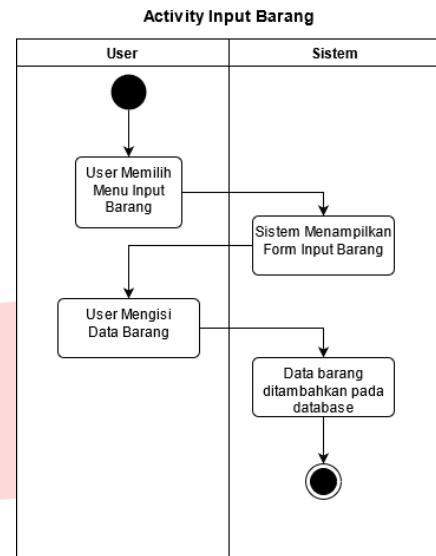 Activity Input Barang
User
Sistem
User Memilih
Menu Input
Barang
Sistem Menampilkan
Form Input Barang
User Mengisi
Data Barang
Data barang
ditambahkan pada
database